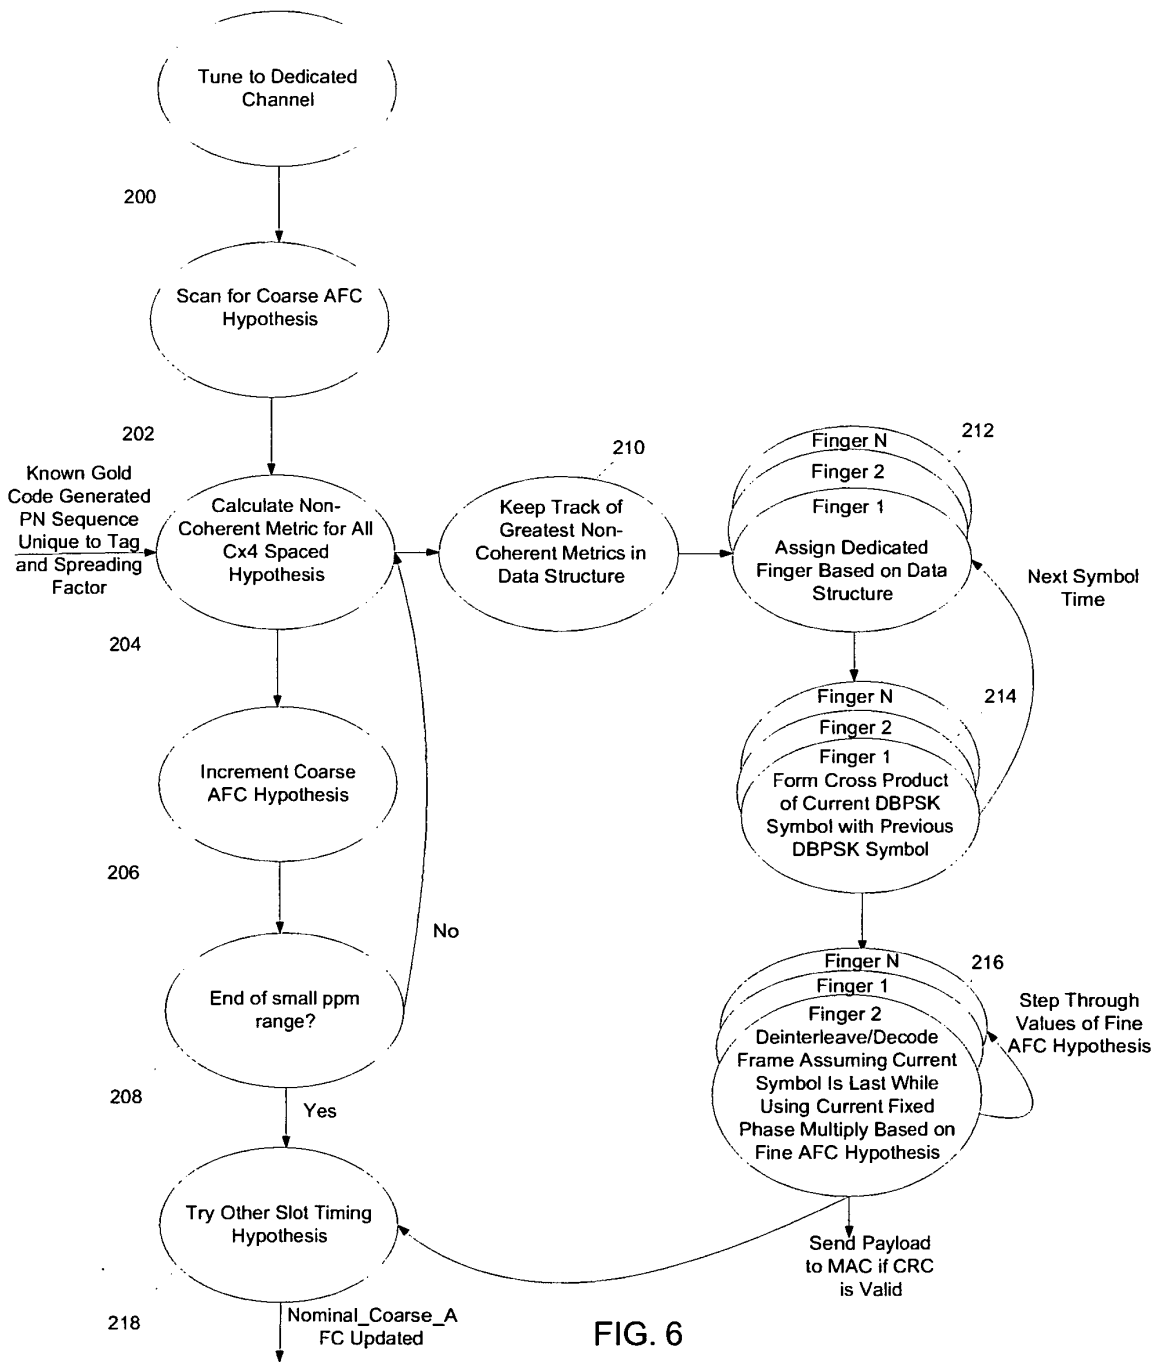 Tune to Dedicated
Channel
200
Scan for Coarse AFC
Hypothesis
202
Known Gold
Code Generated
PN Sequence
Unique to Tag
and Spreading
Factor
Calculate Non-
Coherent Metric for All
Cx4 Spaced
Hypothesis
204
210
Keep Track of
Greatest Non-
Coherent Metrics in
Data Structure
212
Finger N
Finger 2
Finger 1
Assign Dedicated
Finger Based on Data
Structure
Next Symbol
Time
Increment Coarse
AFC Hypothesis
206
214
Finger N
Finger 2
Finger 1
Form Cross Product
of Current DBPSK
Symbol with Previous
DBPSK Symbol
No
End of small ppm
range?
208
Yes
216
Finger N
Finger 1
Finger 2
Deinterleave/Decode
Frame Assuming Current
Symbol Is Last While
Using Current Fixed
Phase Multiply Based on
Fine AFC Hypothesis
Step Through
Values of Fine
AFC Hypothesis
Try Other Slot Timing
Hypothesis
218
Nominal_Coarse_A
FC Updated
Send Payload
to MAC if CRC
is Valid
FIG. 6